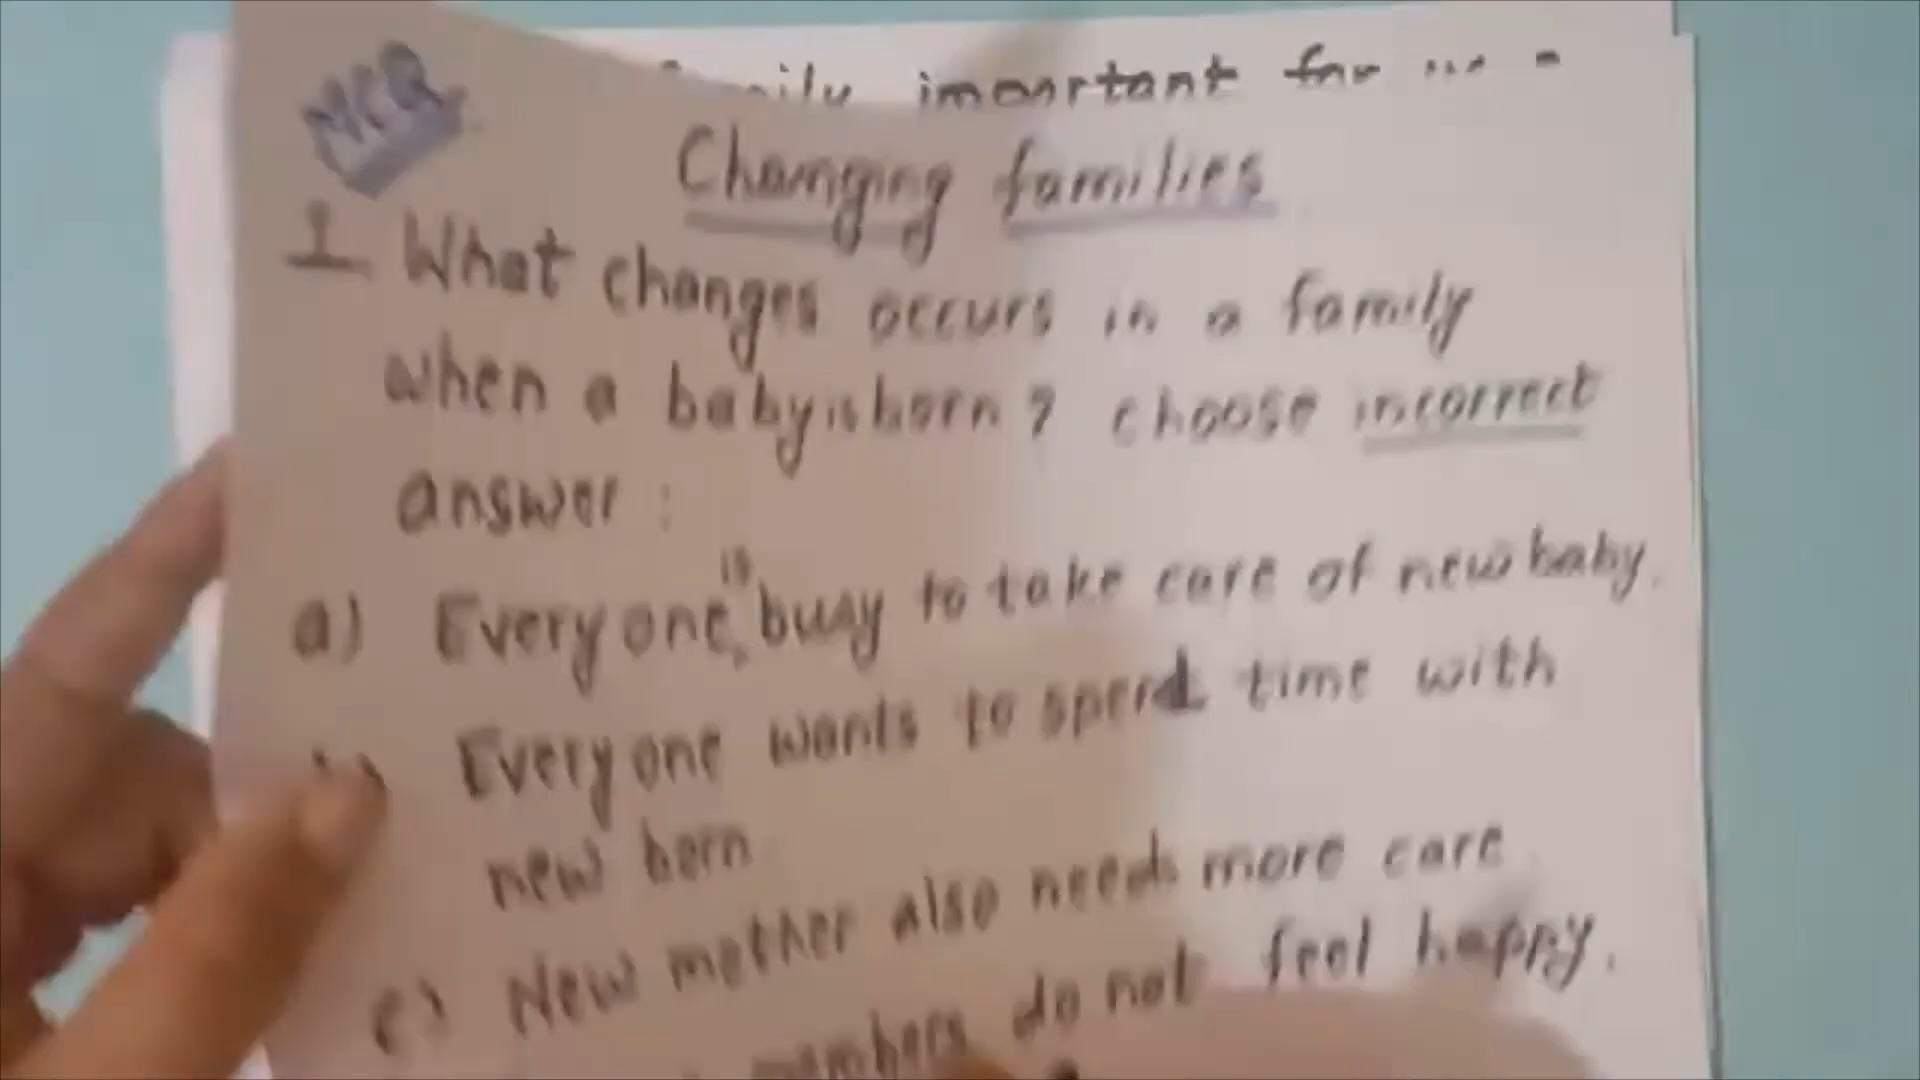 important for
MCQ
Changing families
1 What changes occurs in a family
when a baby is born? choose incorrect
answer :
a) Everyone is busy to take care of new baby.
Everyone wants to spend time with
new born
c) New mother also needs more care
members do not feel happy.